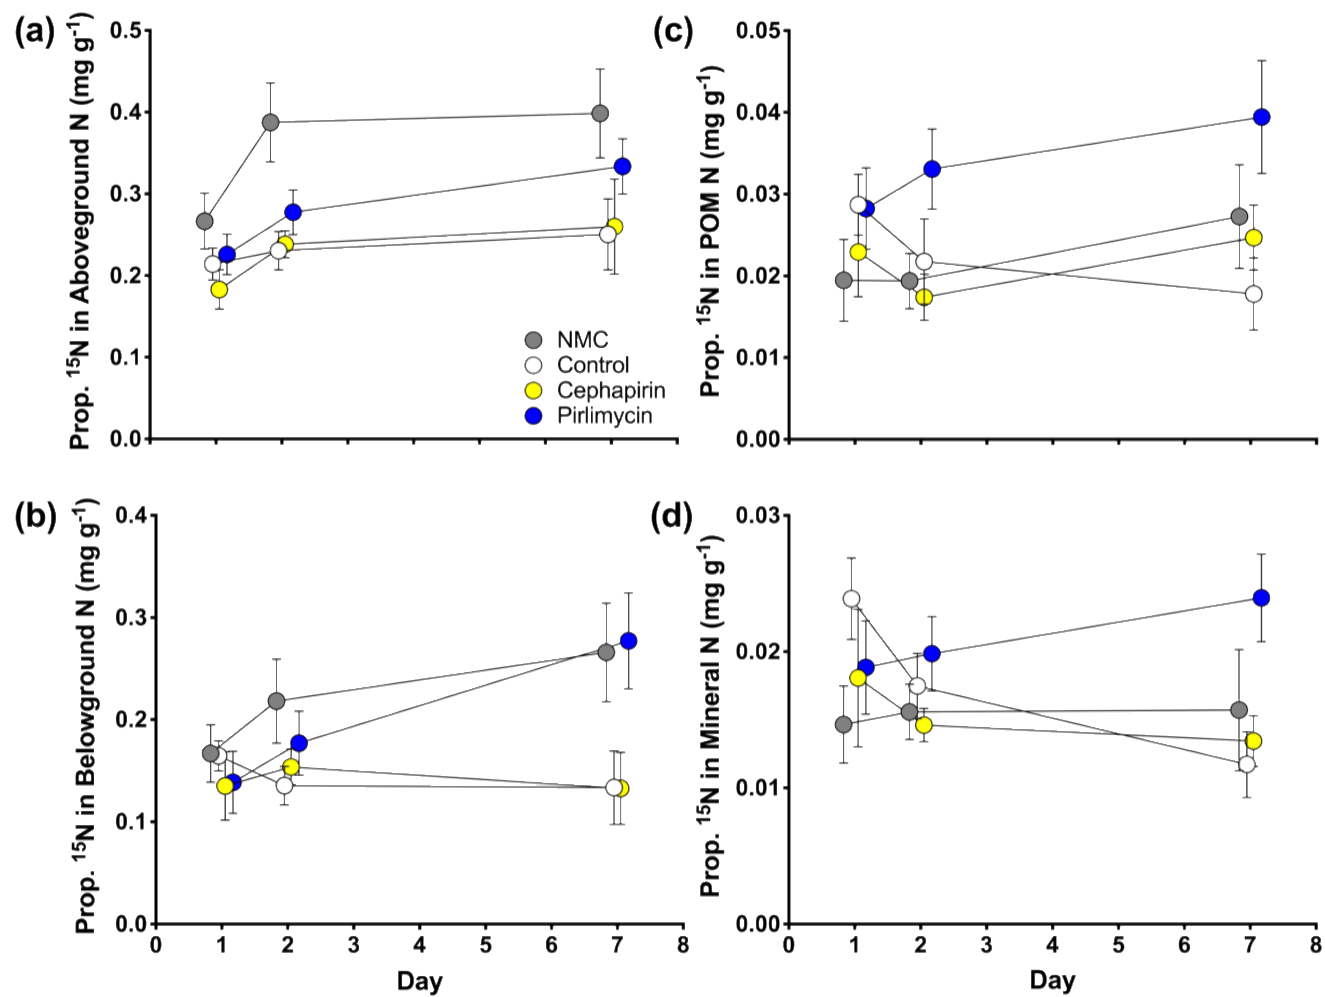 (a)
Prop. ¹⁵N in Aboveground N (mg g⁻¹)
0.5
0.4
0.3
0.2
0.1
0.0
NMC
Control
Cephapirin
Pirlimycin
(c)
Prop. ¹⁵N in POM N (mg g⁻¹)
0.05
0.04
0.03
0.02
0.01
0.00
(b)
Prop. ¹⁵N in Belowground N (mg g⁻¹)
0.4
0.3
0.2
0.1
0.0
0 1 2 3 4 5 6 7 8
Day
(d)
Prop. ¹⁵N in Mineral N (mg g⁻¹)
0.03
0.02
0.01
0.00
0 1 2 3 4 5 6 7 8
Day